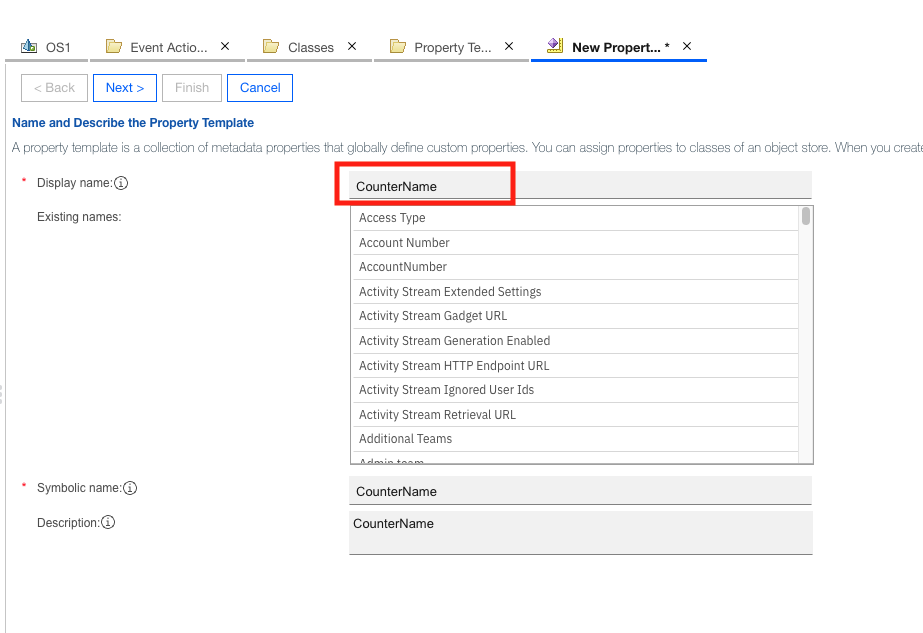 OS1 Event Actio... × Classes × Property Te... × New Propert... * ×
< Back Next > Finish Cancel
Name and Describe the Property Template
A property template is a collection of metadata properties that globally define custom properties. You can assign properties to classes of an object store. When you create
* Display name: CounterName
Existing names:
Access Type
Account Number
AccountNumber
Activity Stream Extended Settings
Activity Stream Gadget URL
Activity Stream Generation Enabled
Activity Stream HTTP Endpoint URL
Activity Stream Ignored User Ids
Activity Stream Retrieval URL
Additional Teams
Admin team
* Symbolic name: CounterName
Description: CounterName